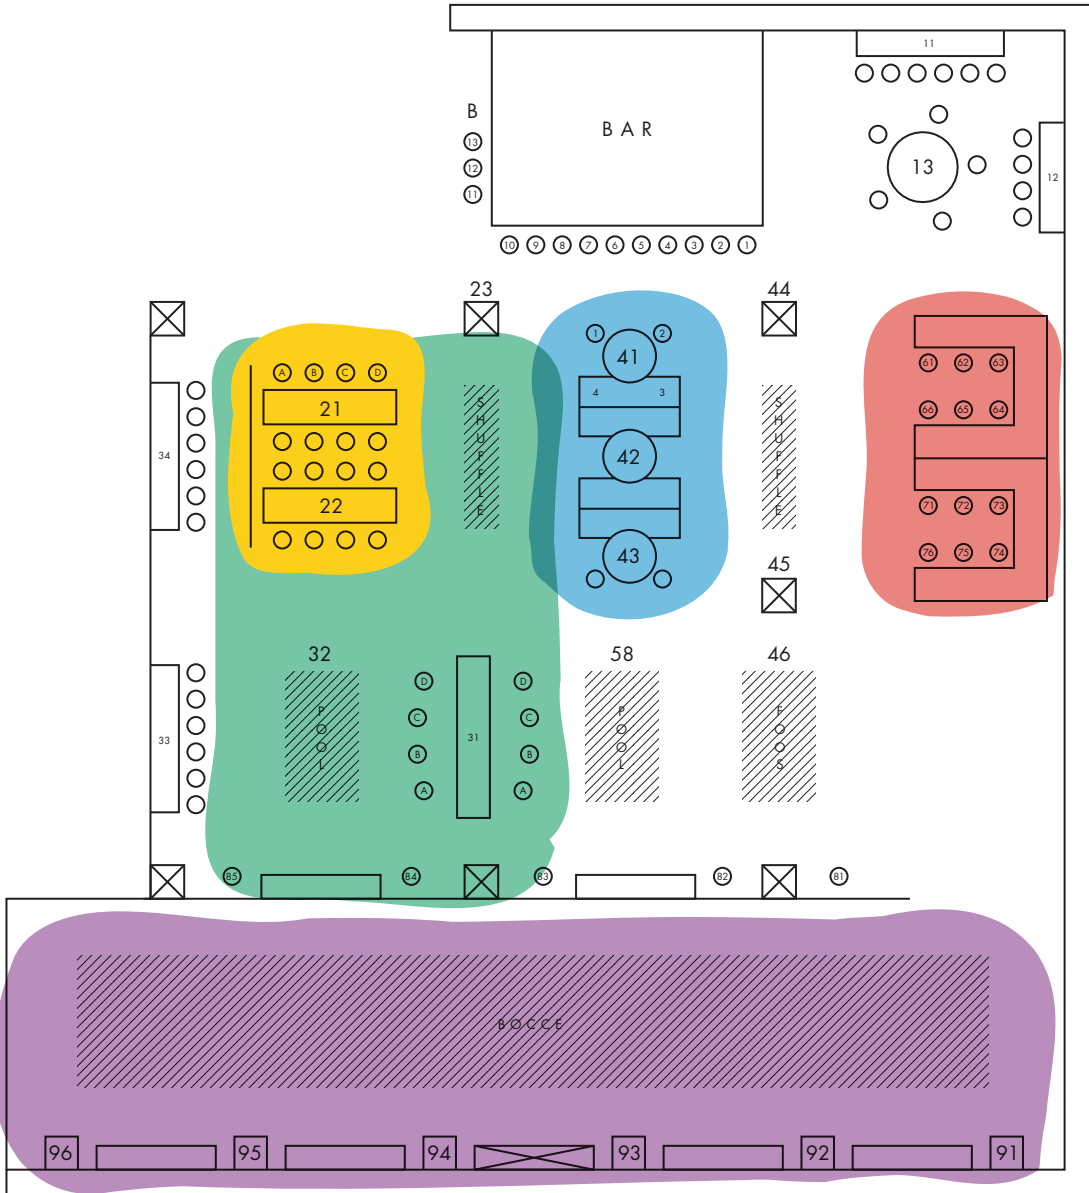 11
B
BAR
13
12
11
13
12
10 9 8 7 6 5 4 3 2 1
23
44
1 2
41
61 62 63
A B C D
21
4 3
SHUFFLE
SHUFFLE
66 65 64
34
42
22
71 72 73
43
76 75 74
45
32
58
46
D D
POOL
C C
31
POOL
FOOS
33
B B
A A
85 84 83 82 81
BOCCE
96 95 94 93 92 91